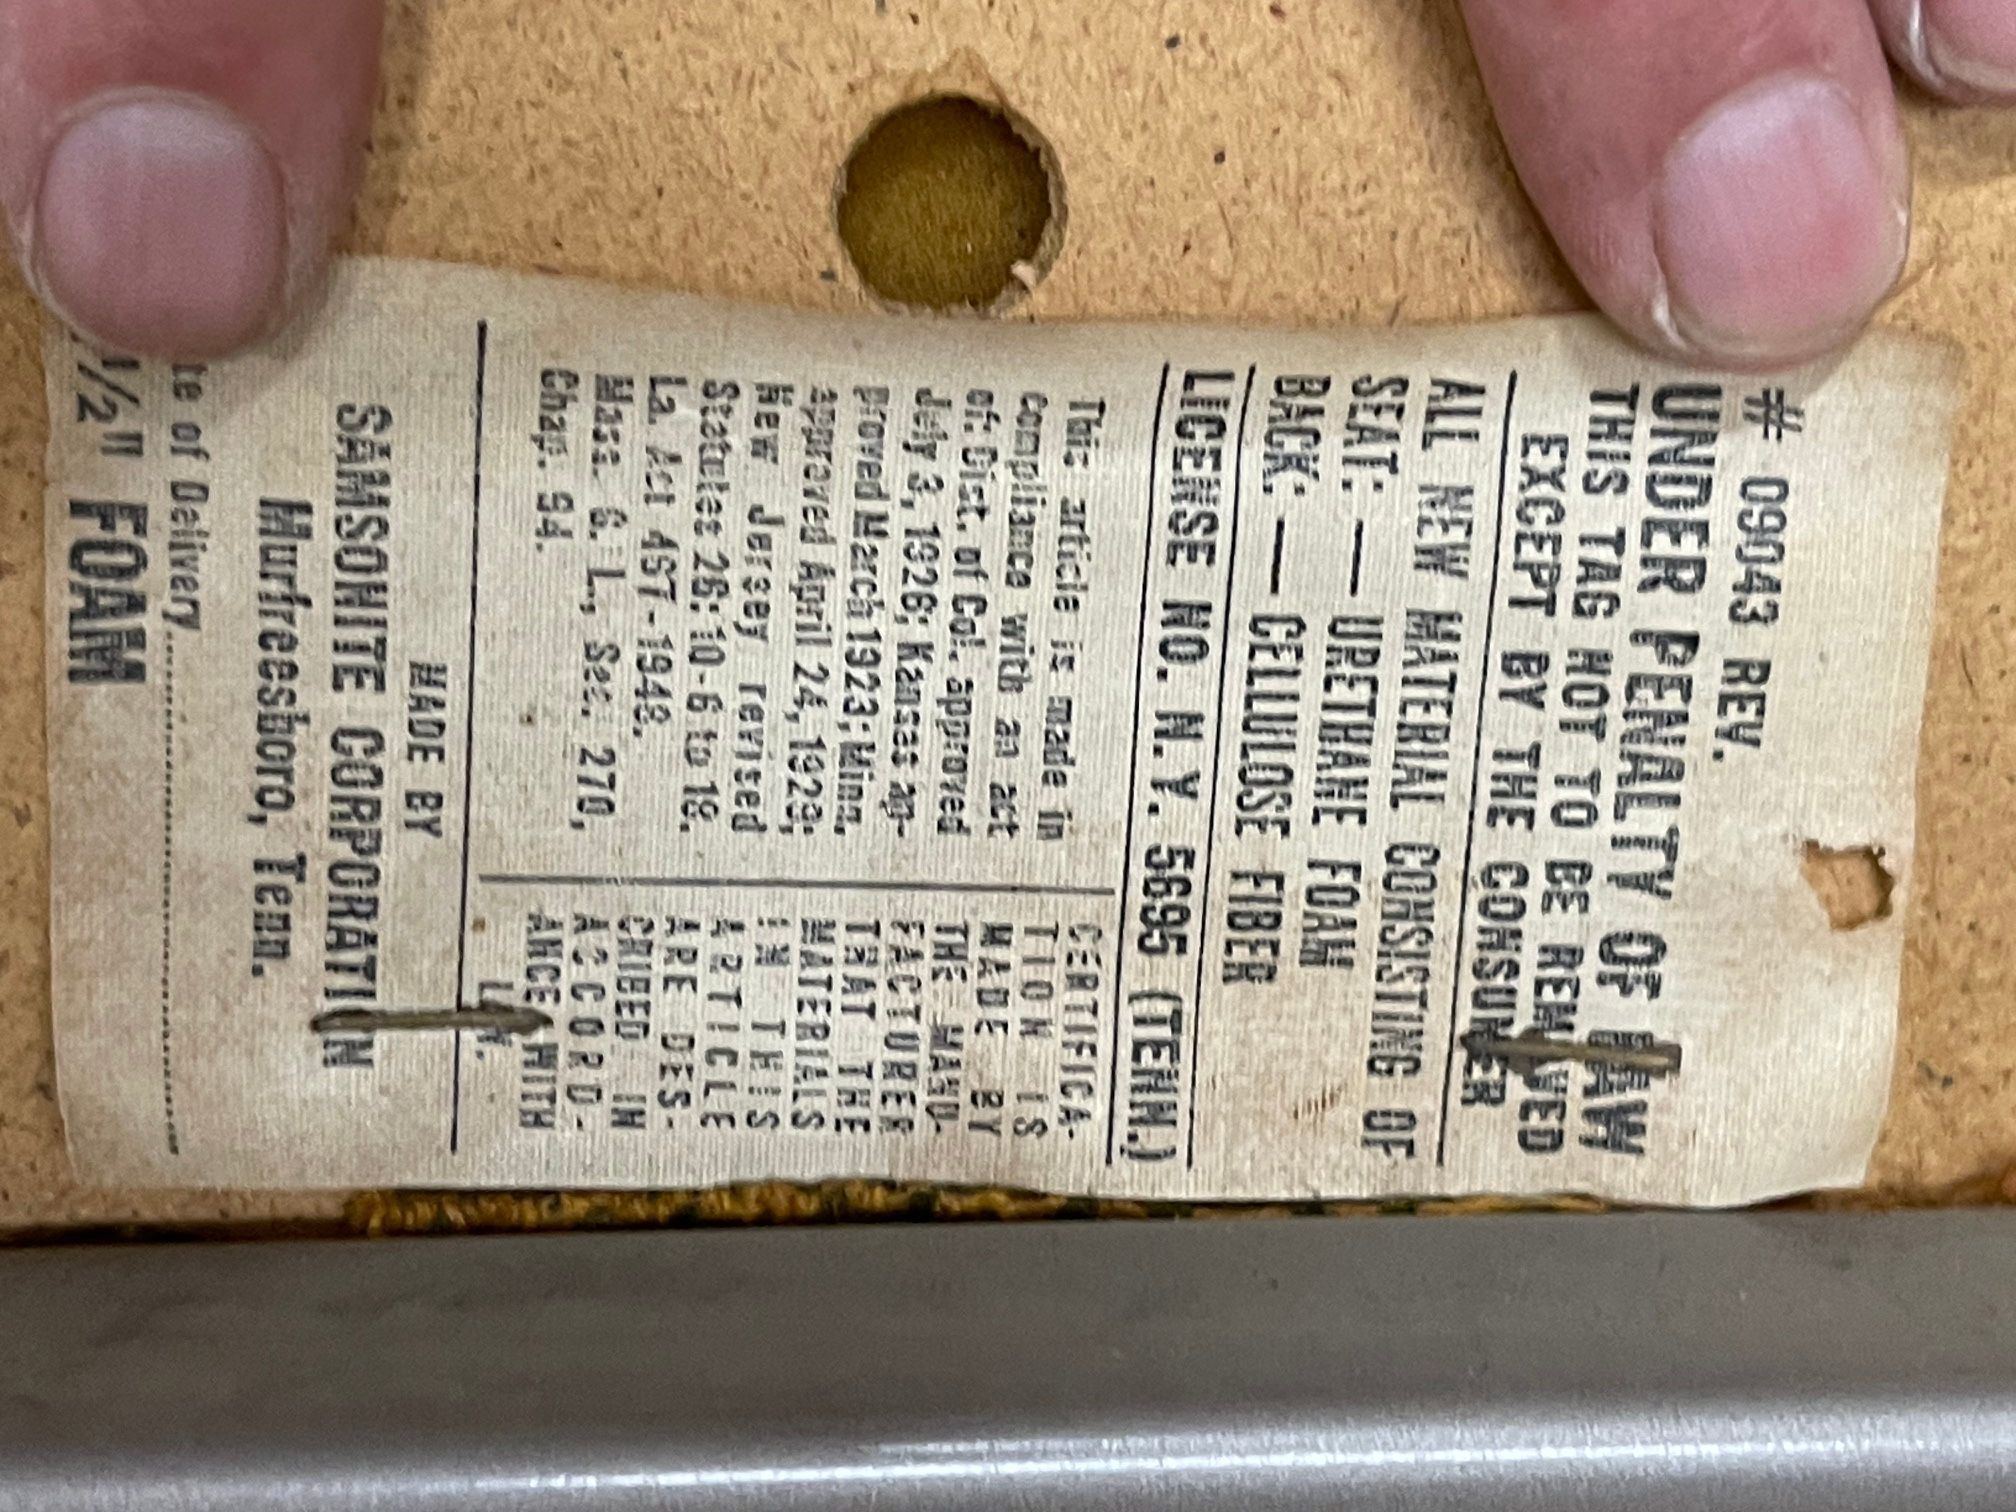 # 09043 REV.
UNDER PENALTY OF LAW
THIS TAG NOT TO BE REMOVED
EXCEPT BY THE CONSUMER
ALL NEW MATERIAL CONSISTING OF
SEAT: — URETHANE FOAM
BACK: — CELLULOSE FIBER
LICENSE NO. N.Y. 5695 (TENN.)
This article is made in
compliance with an act
of. Dist. of Col. approved
July 3, 1926; Kansas ap-
proved March 1923; Minn.
approved April 24, 1929;
New Jersey revised
Statutes 26:10-6 to 18.
La. Act 467-1948.
Mass. G. L., Sec. 270,
Chap. 94.
CERTIFICA-
TION IS
MADE BY
THE MANU-
FACTURER
THAT THE
MATERIALS
IN THIS
ARTICLE
ARE DES-
CRIBED IN
ACCORD-
ANCE WITH
LAW.
MADE BY
SAMSONITE CORPORATION
Murfreesboro, Tenn.
of Delivery
1/2" FOAM